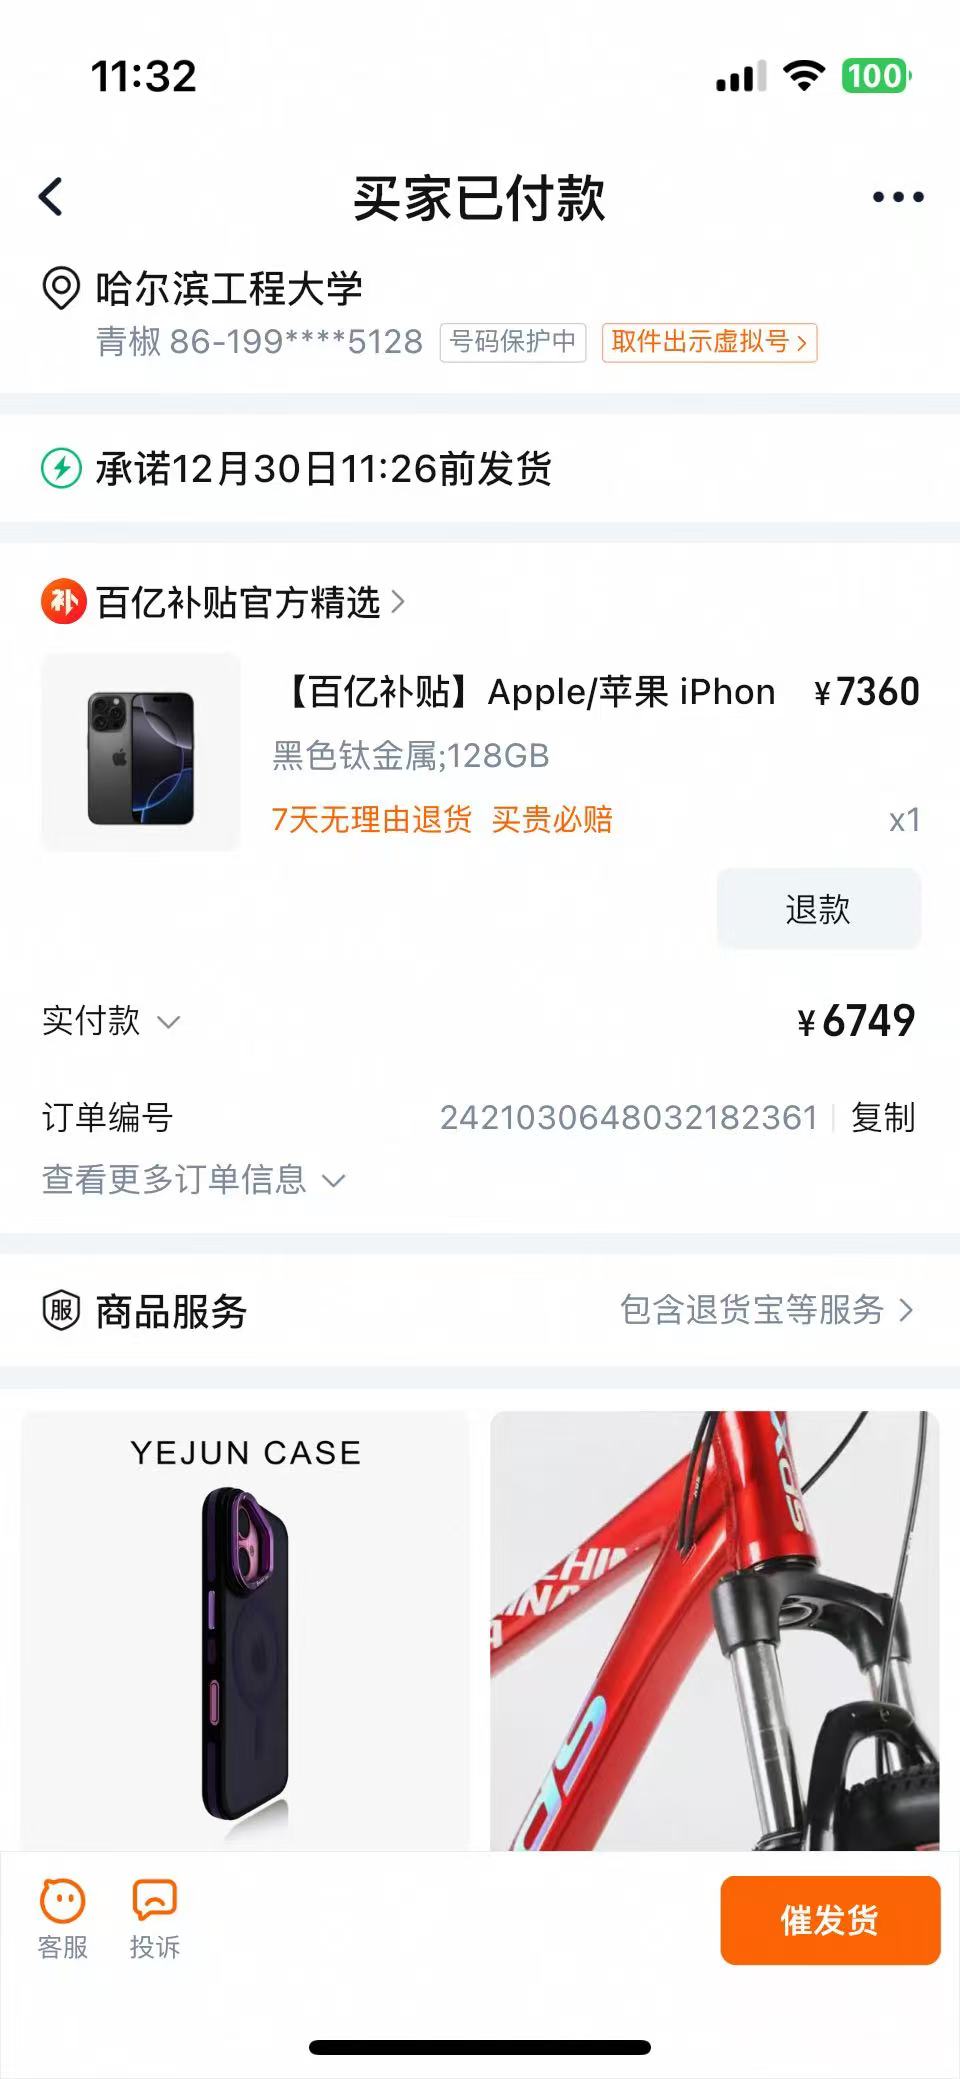 11:32
100
买家已付款
哈尔滨工程大学
青椒 86-199****5128 号码保护中 取件出示虚拟号
承诺12月30日11:26前发货
补 百亿补贴官方精选
【百亿补贴】Apple/苹果 iPhon ¥7360
黑色钛金属;128GB
7天无理由退货 买贵必赔 x1
退款
实付款 ¥6749
订单编号 2421030648032182361 复制
查看更多订单信息
服 商品服务 包含退货宝等服务
YEJUN CASE
客服 投诉 催发货